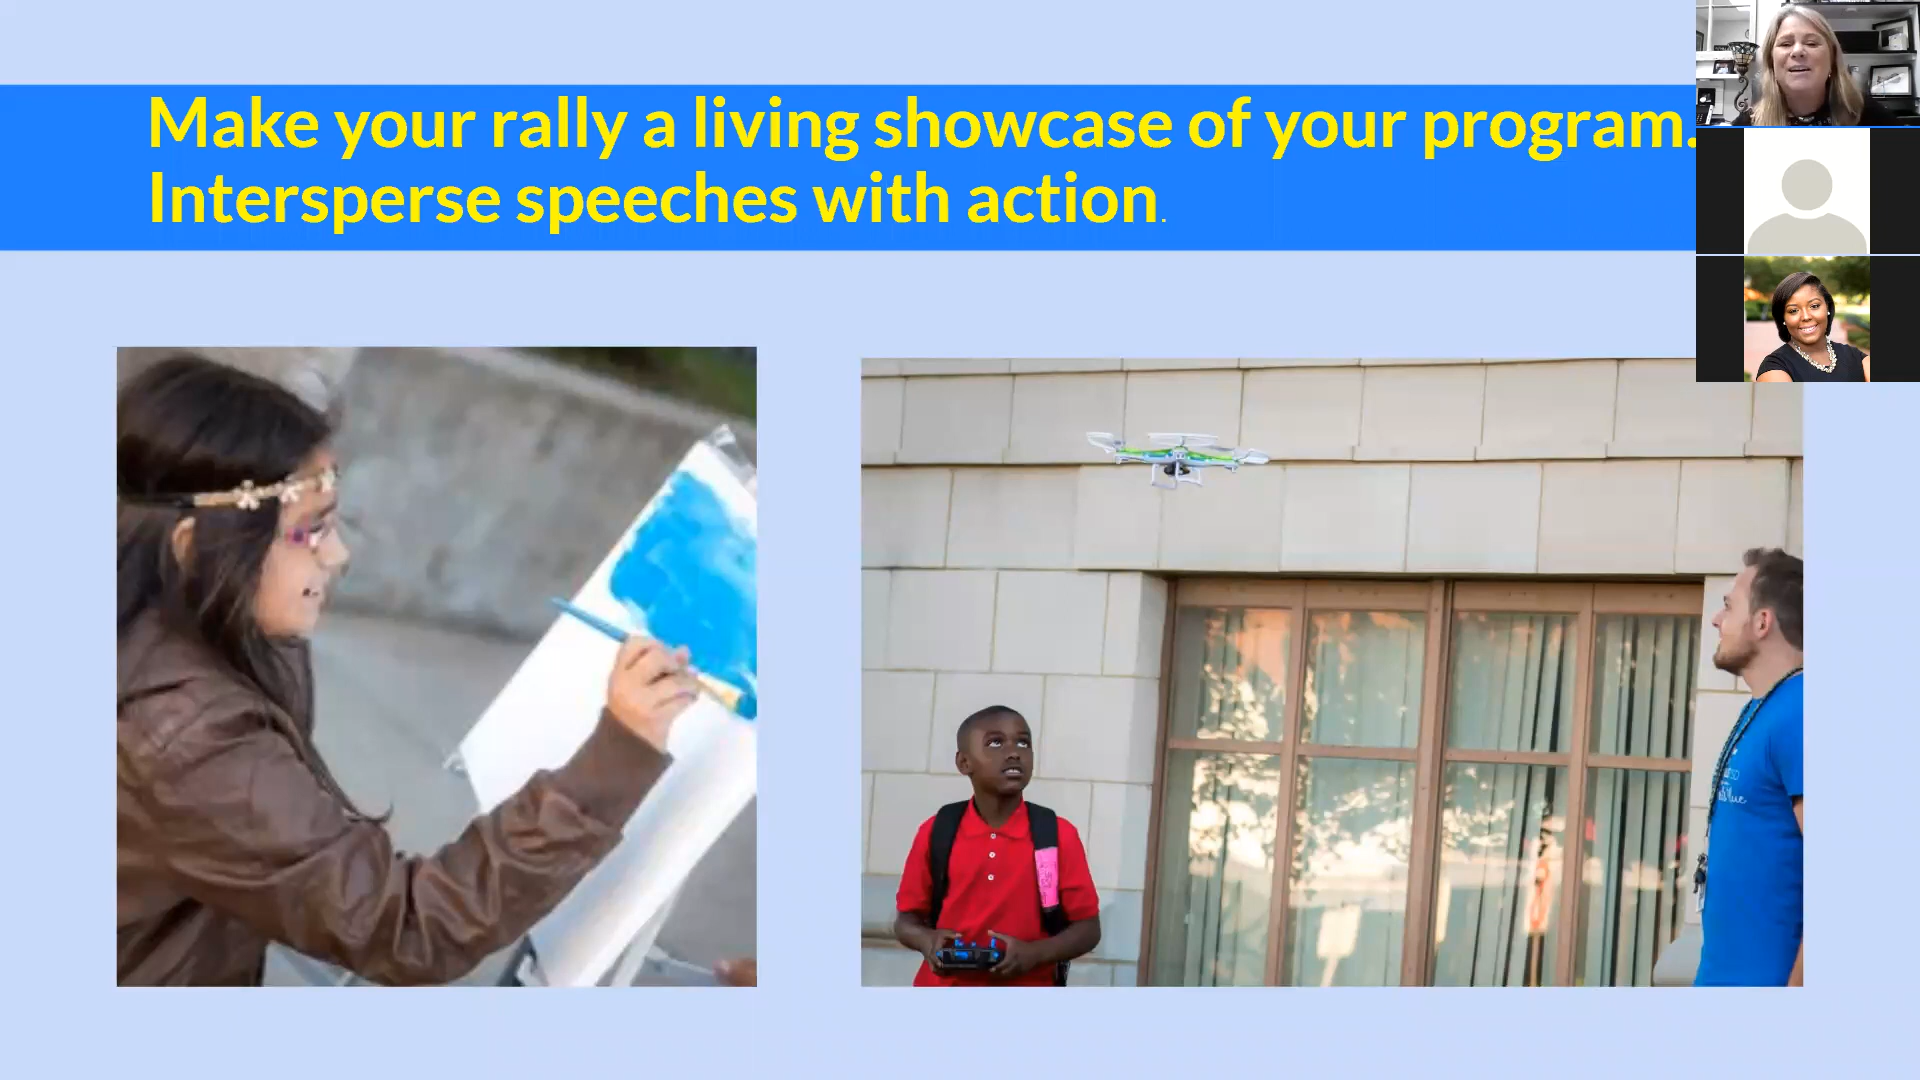 Make your rally a living showcase of your program.
Intersperse speeches with action.